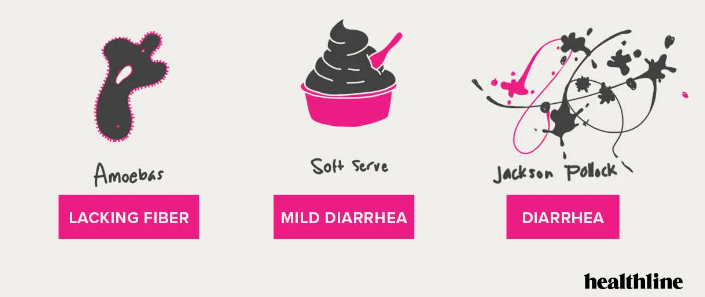 Amoebas
Soft Serve
Jackson Pollock
LACKING FIBER
MILD DIARRHEA
DIARRHEA
healthline